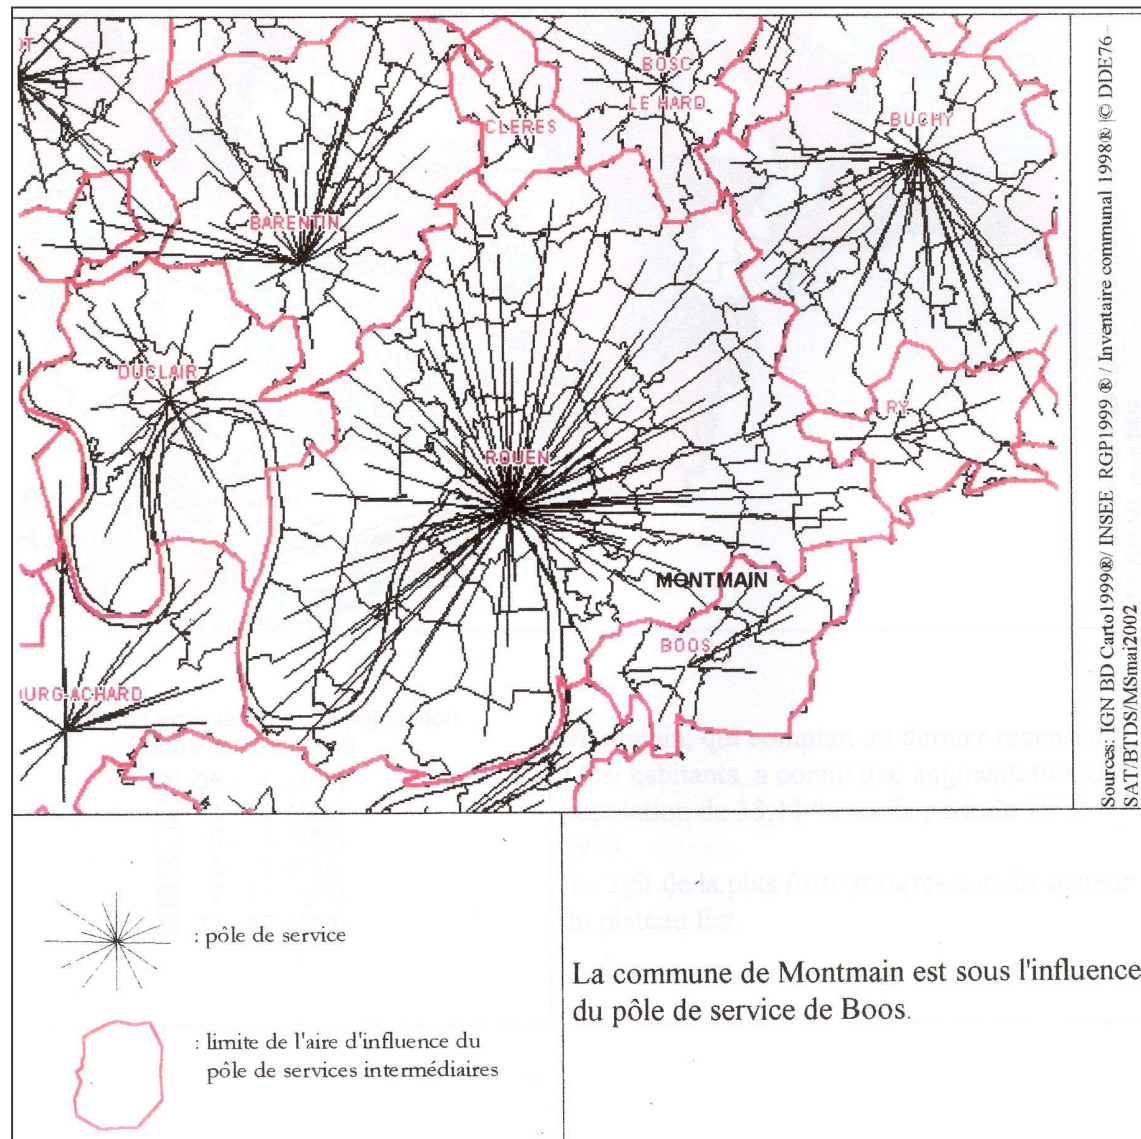 BOSC
LE HARD
CLERES
BUCHY
BARENTIN
DUCLAIR
RY
ROUEN
MONTMAIN
BOOS
URG-ACHARD
Sources: IGN BD Carto1999®/ INSEE_RGP1999 ® / Inventaire communal 1998® |© DDE76 –
SAT/BTDS/MSmai2002
: pôle de service
: limite de l'aire d'influence du
pôle de services intermédiaires
La commune de Montmain est sous l'influence
du pôle de service de Boos.